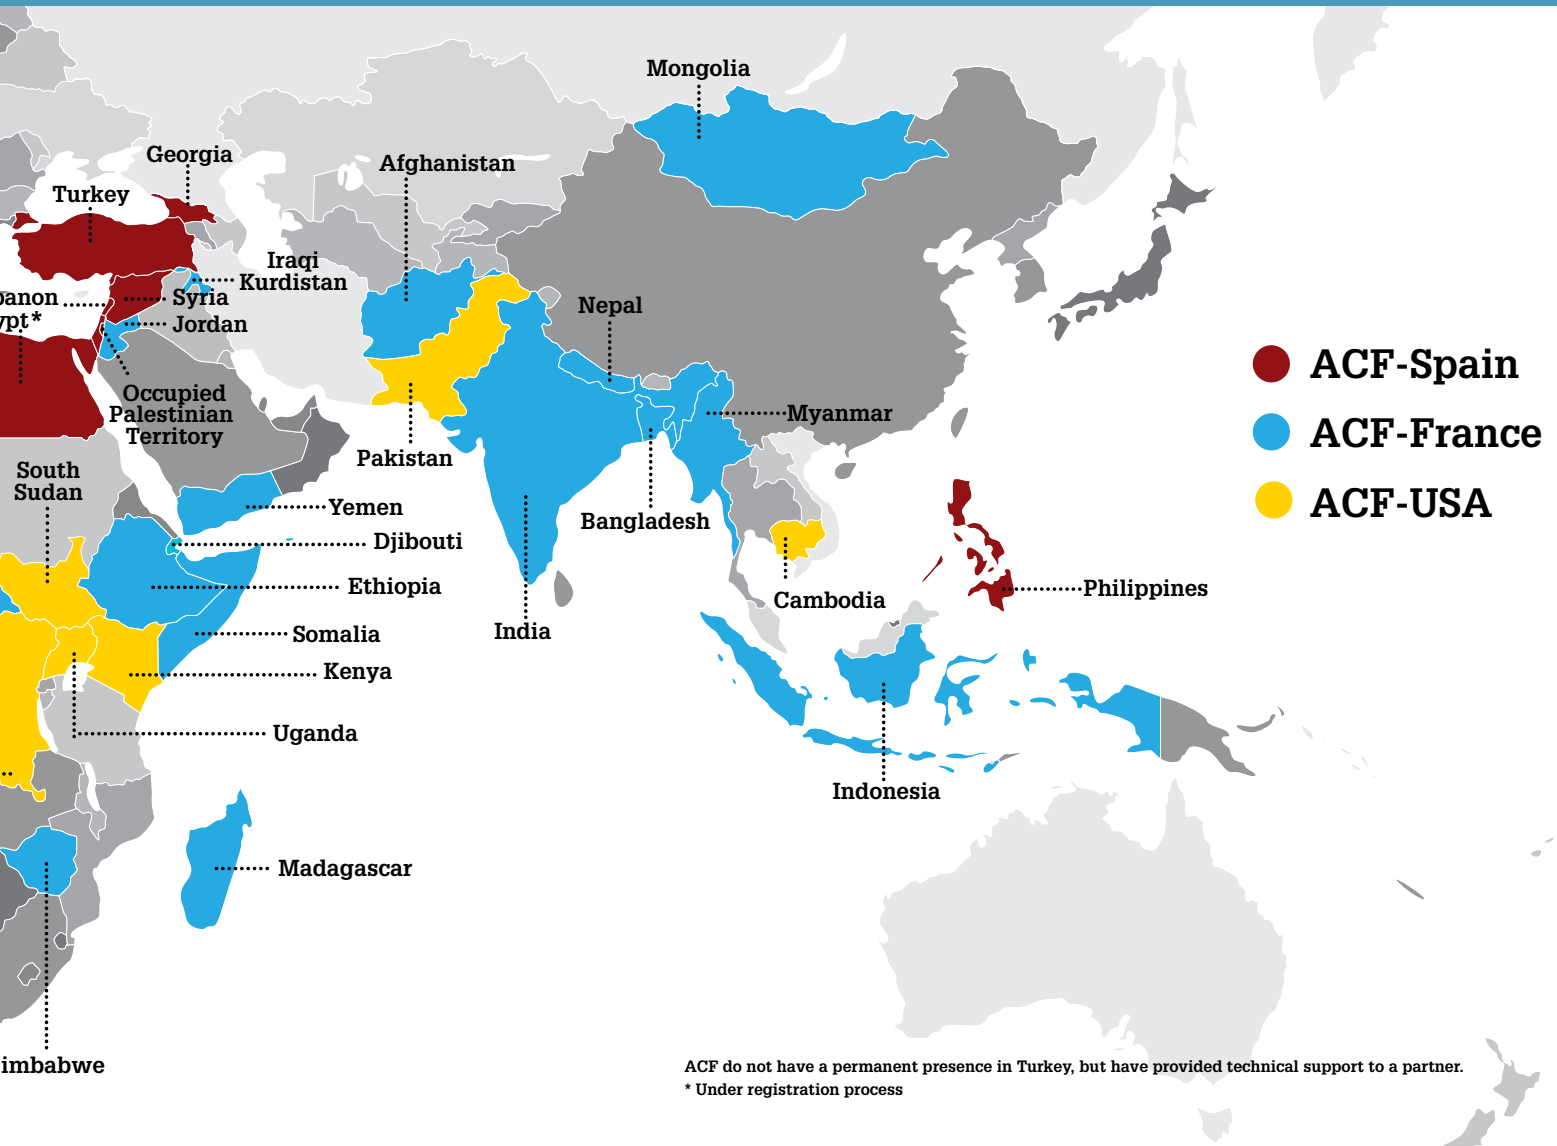 Mongolia
Georgia
Afghanistan
Turkey
Iraqi
Kurdistan
banon
Syria
ypt*
Jordan
Nepal
Occupied
Palestinian
Territory
Myanmar
Pakistan
South
Sudan
Yemen
Bangladesh
Djibouti
Ethiopia
Cambodia
Philippines
India
Somalia
Kenya
Uganda
Indonesia
Madagascar
imbabwe
ACF-Spain
ACF-France
ACF-USA
ACF do not have a permanent presence in Turkey, but have provided technical support to a partner.
* Under registration process